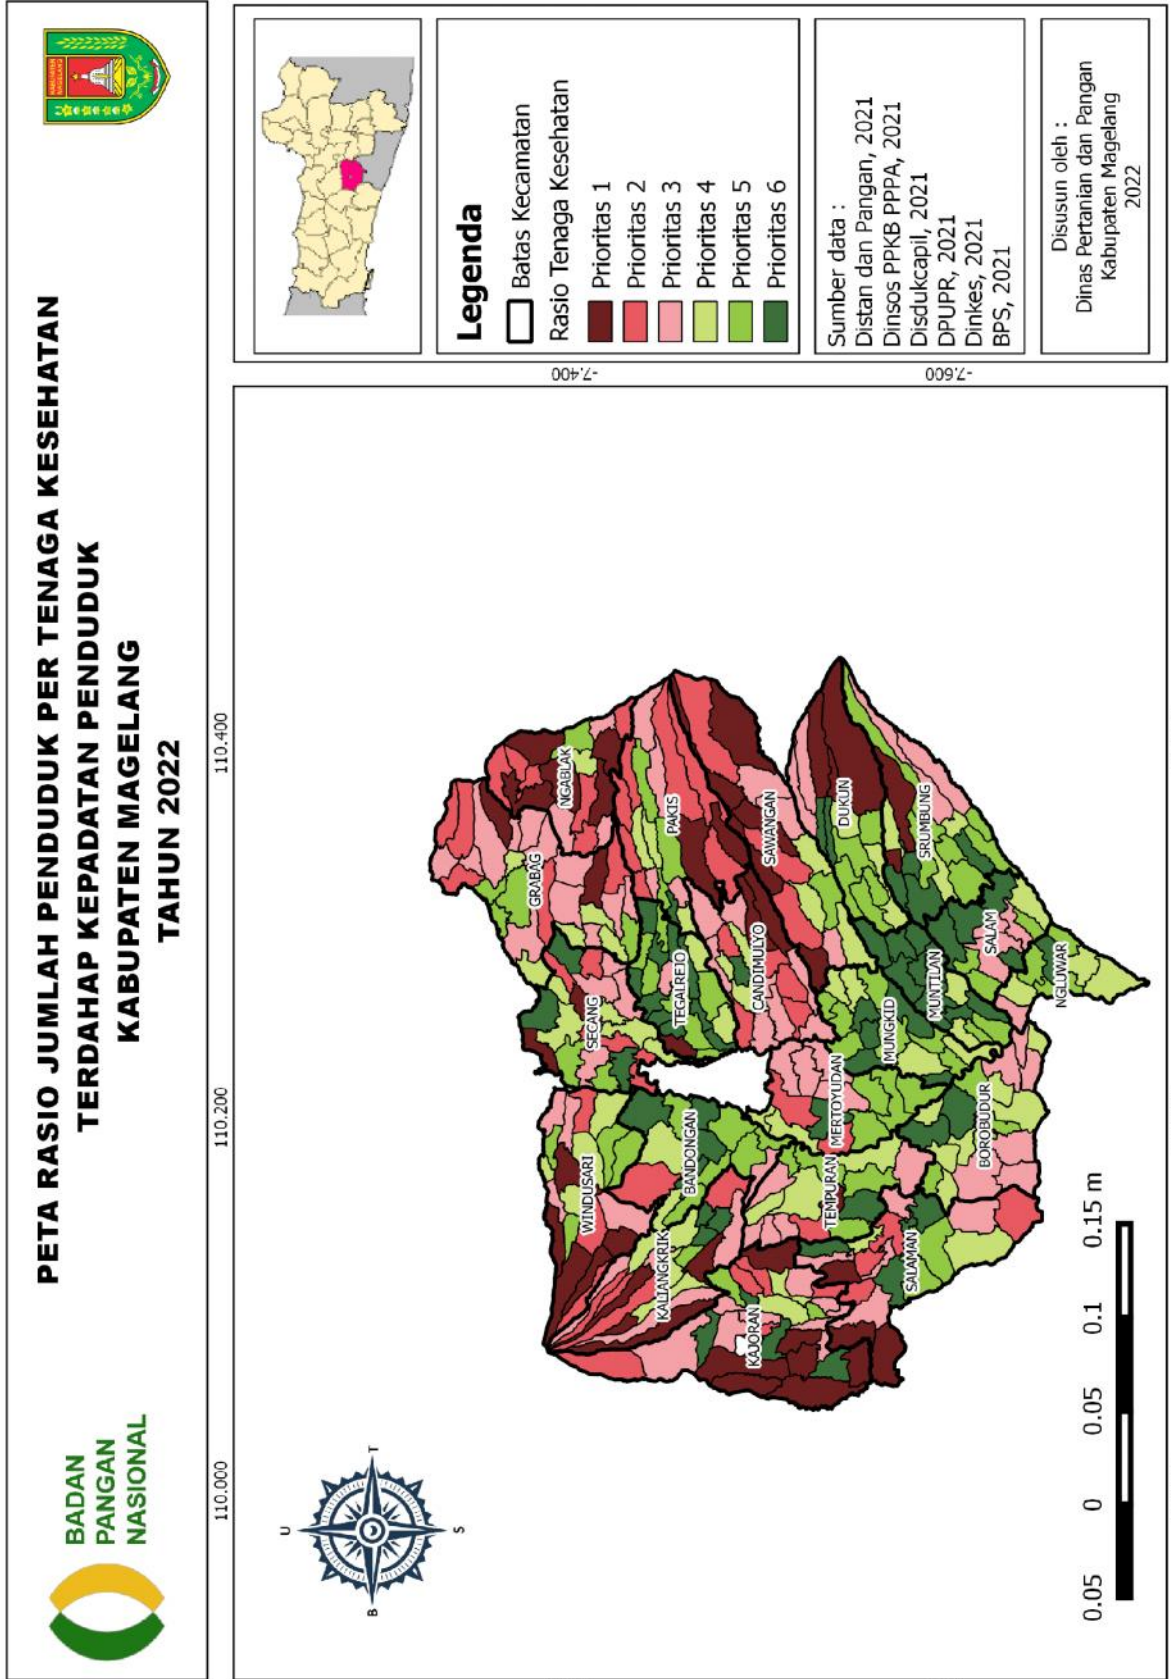 BADAN
PANGAN
NASIONAL
PETA RASIO JUMLAH PENDUDUK PER TENAGA KESEHATAN
TERDAHAP KEPADATAN PENDUDUK
KABUPATEN MAGELANG
TAHUN 2022
KABUPATEN
MAGELANG
110.000
110.200
110.400
U
B
T
S
GRABAG
NGABLAK
SECANG
WINDUSARI
PAKIS
TEGALREJO
BANDONGAN
KALIANGKRIK
SAWANGAN
CANDIMULYO
KAJORAN
MERTOYUDAN
TEMPURAN
DUKUN
MUNGKID
SALAMAN
SRUMBUNG
MUNTILAN
BOROBUDUR
SALAM
NGLUWAR
0.05
0
0.05
0.1
0.15 m
-7.400
-7.600
Legenda
Batas Kecamatan
Rasio Tenaga Kesehatan
Prioritas 1
Prioritas 2
Prioritas 3
Prioritas 4
Prioritas 5
Prioritas 6
Sumber data :
Distan dan Pangan, 2021
Dinsos PPKB PPPA, 2021
Disdukcapil, 2021
DPUPR, 2021
Dinkes, 2021
BPS, 2021
Disusun oleh :
Dinas Pertanian dan Pangan
Kabupaten Magelang
2022